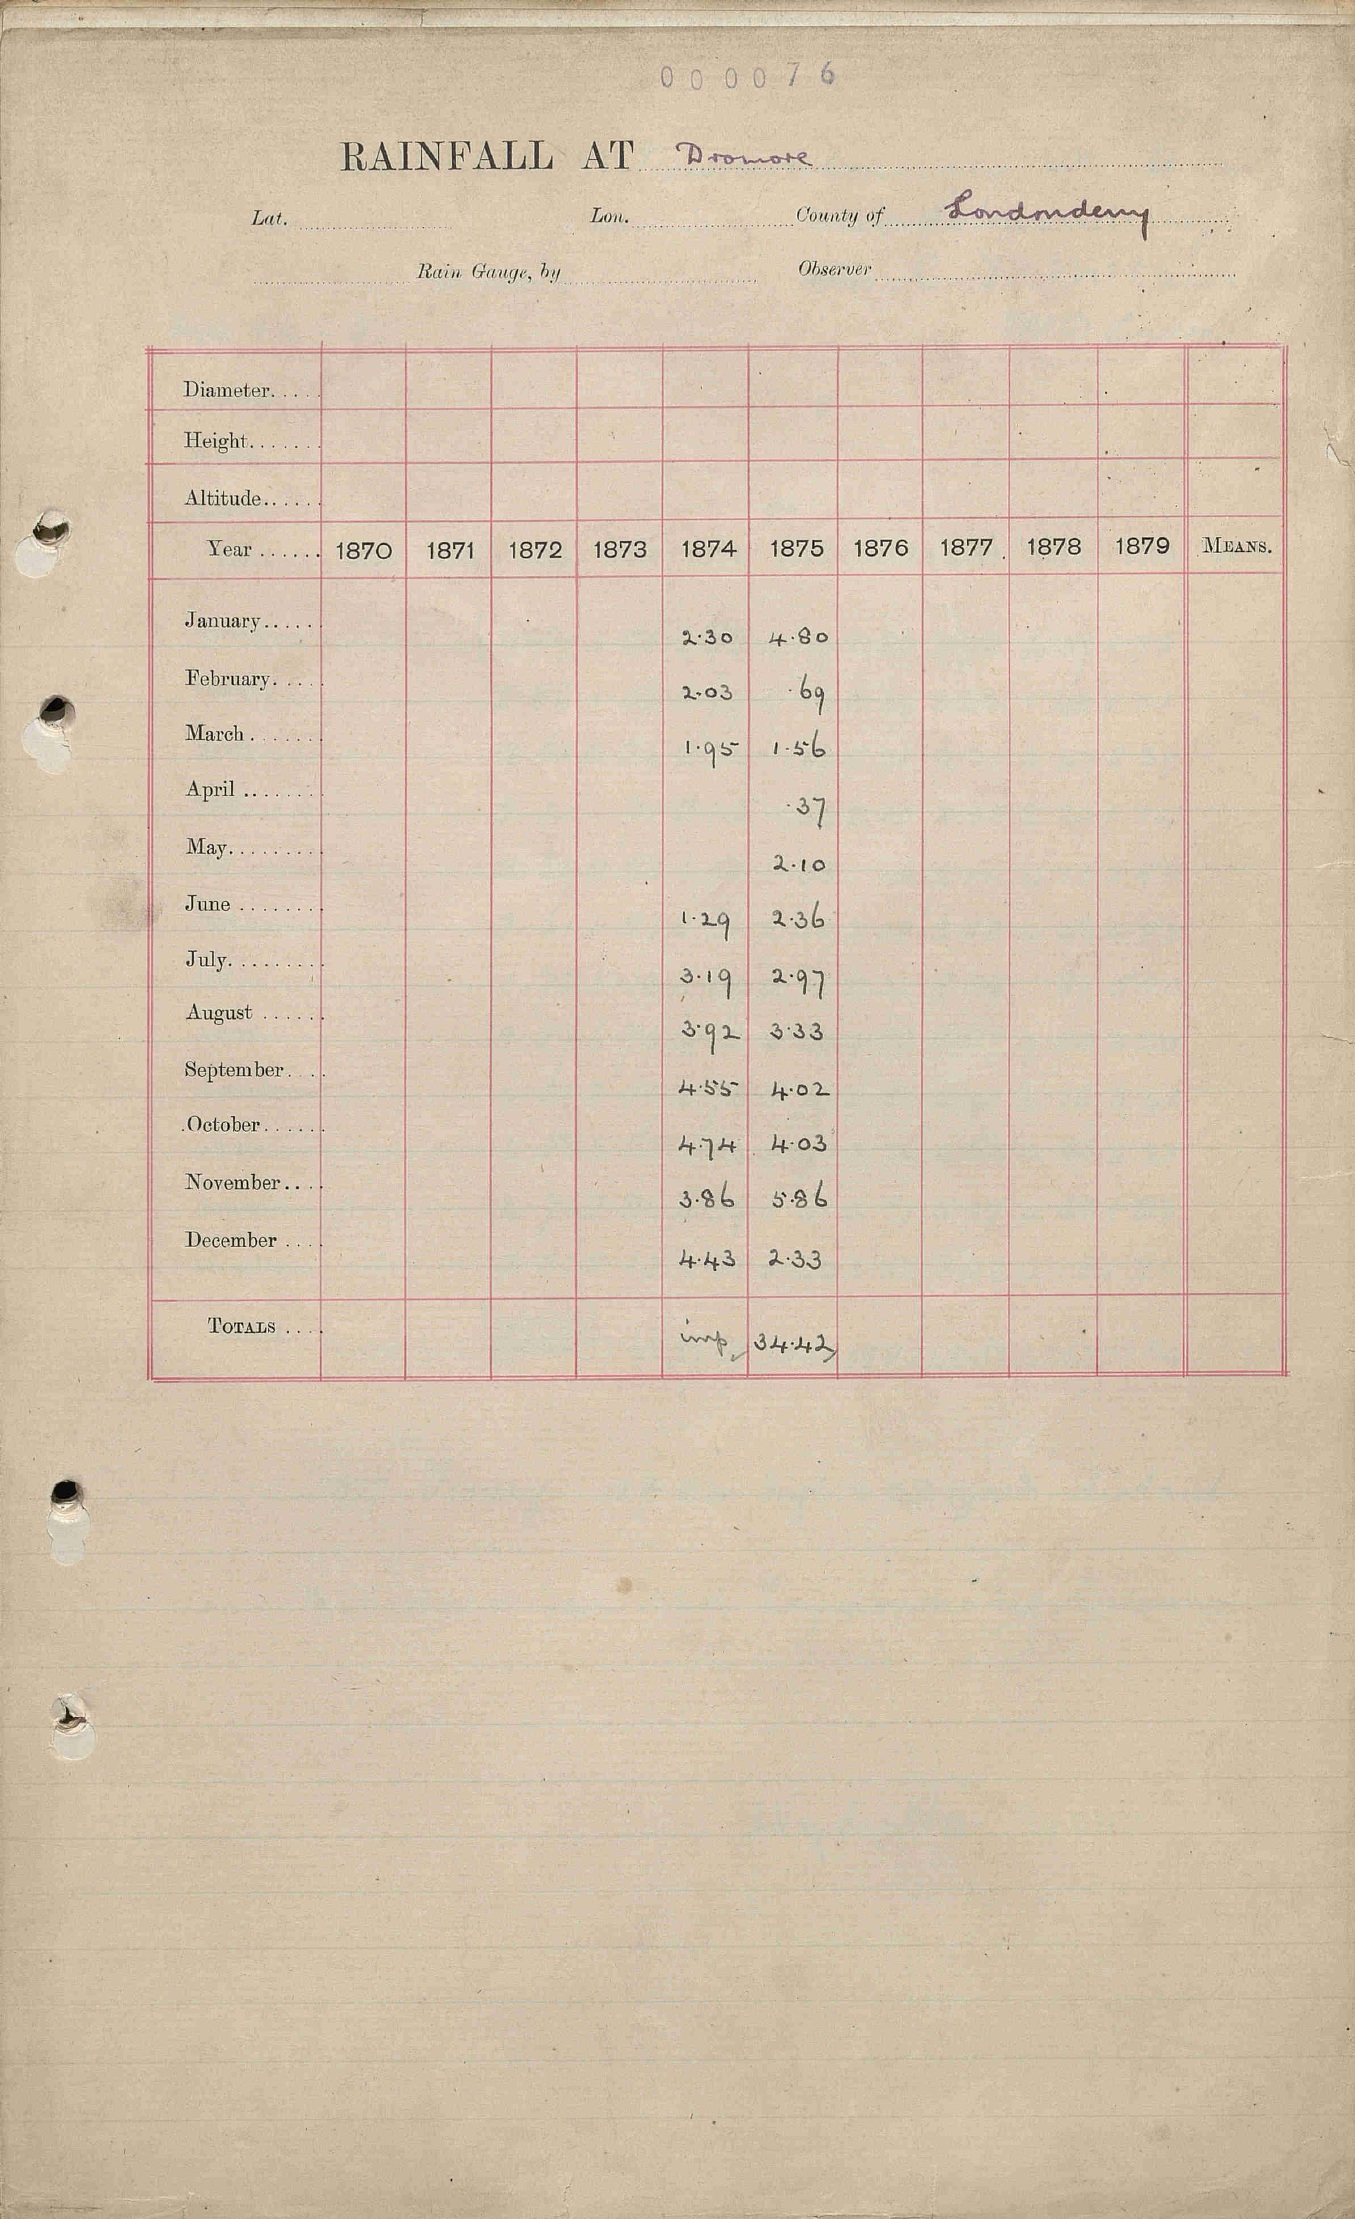 000076
RAINFALL AT Dromore
Lat. Lon. County of Londonderry
Rain Gauge, by Observer
Diameter.....
Height.......
Altitude......
Year ...... 1870 1871 1872 1873 1874 1875 1876 1877 1878 1879 MEANS.
January..... 2.30 4.80
February..... 2.03 .69
March....... 1.95 1.56
April ....... .37
May......... 2.10
June ........ 1.29 2.36
July......... 3.19 2.97
August ...... 3.92 3.33
September.... 4.55 4.02
October...... 4.74 4.03
November.... 3.86 5.86
December .... 4.43 2.33
TOTALS .... imp 34.42